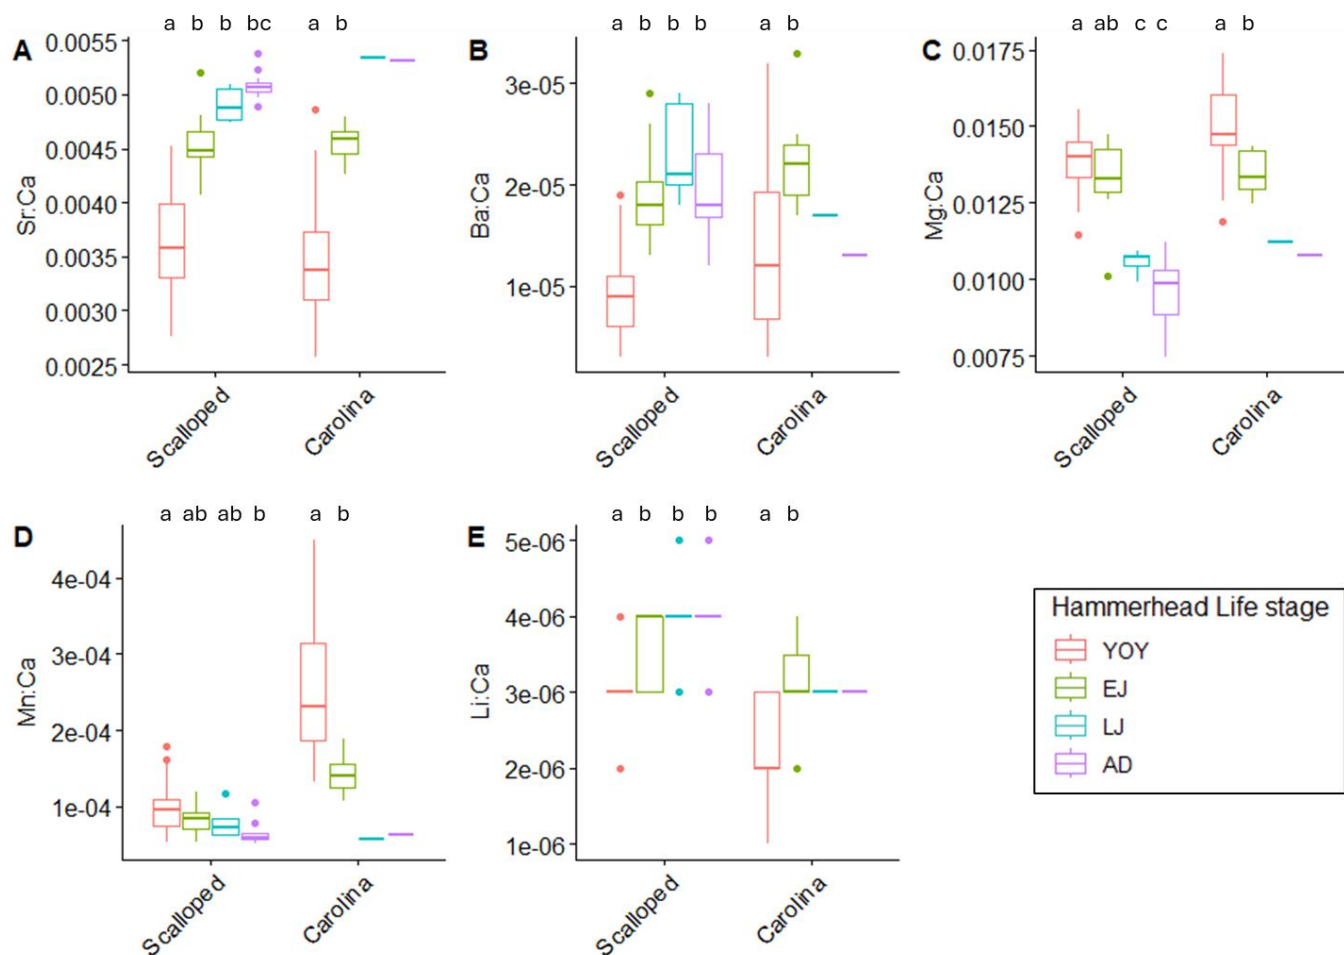 a b b bc a b
A
0.0055
0.0050
0.0045
0.0040
0.0035
0.0030
0.0025
Sr:Ca
Scalloped
Carolina
a b b b a b
B
3e-05
2e-05
1e-05
Ba:Ca
Scalloped
Carolina
a ab c c a b
C
0.0175
0.0150
0.0125
0.0100
0.0075
Mg:Ca
Scalloped
Carolina
a ab ab b a b
D
4e-04
3e-04
2e-04
1e-04
Mn:Ca
Scalloped
Carolina
a b b b a b
E
5e-06
4e-06
3e-06
2e-06
1e-06
Li:Ca
Scalloped
Carolina
Hammerhead Life stage
YOY
EJ
LJ
AD